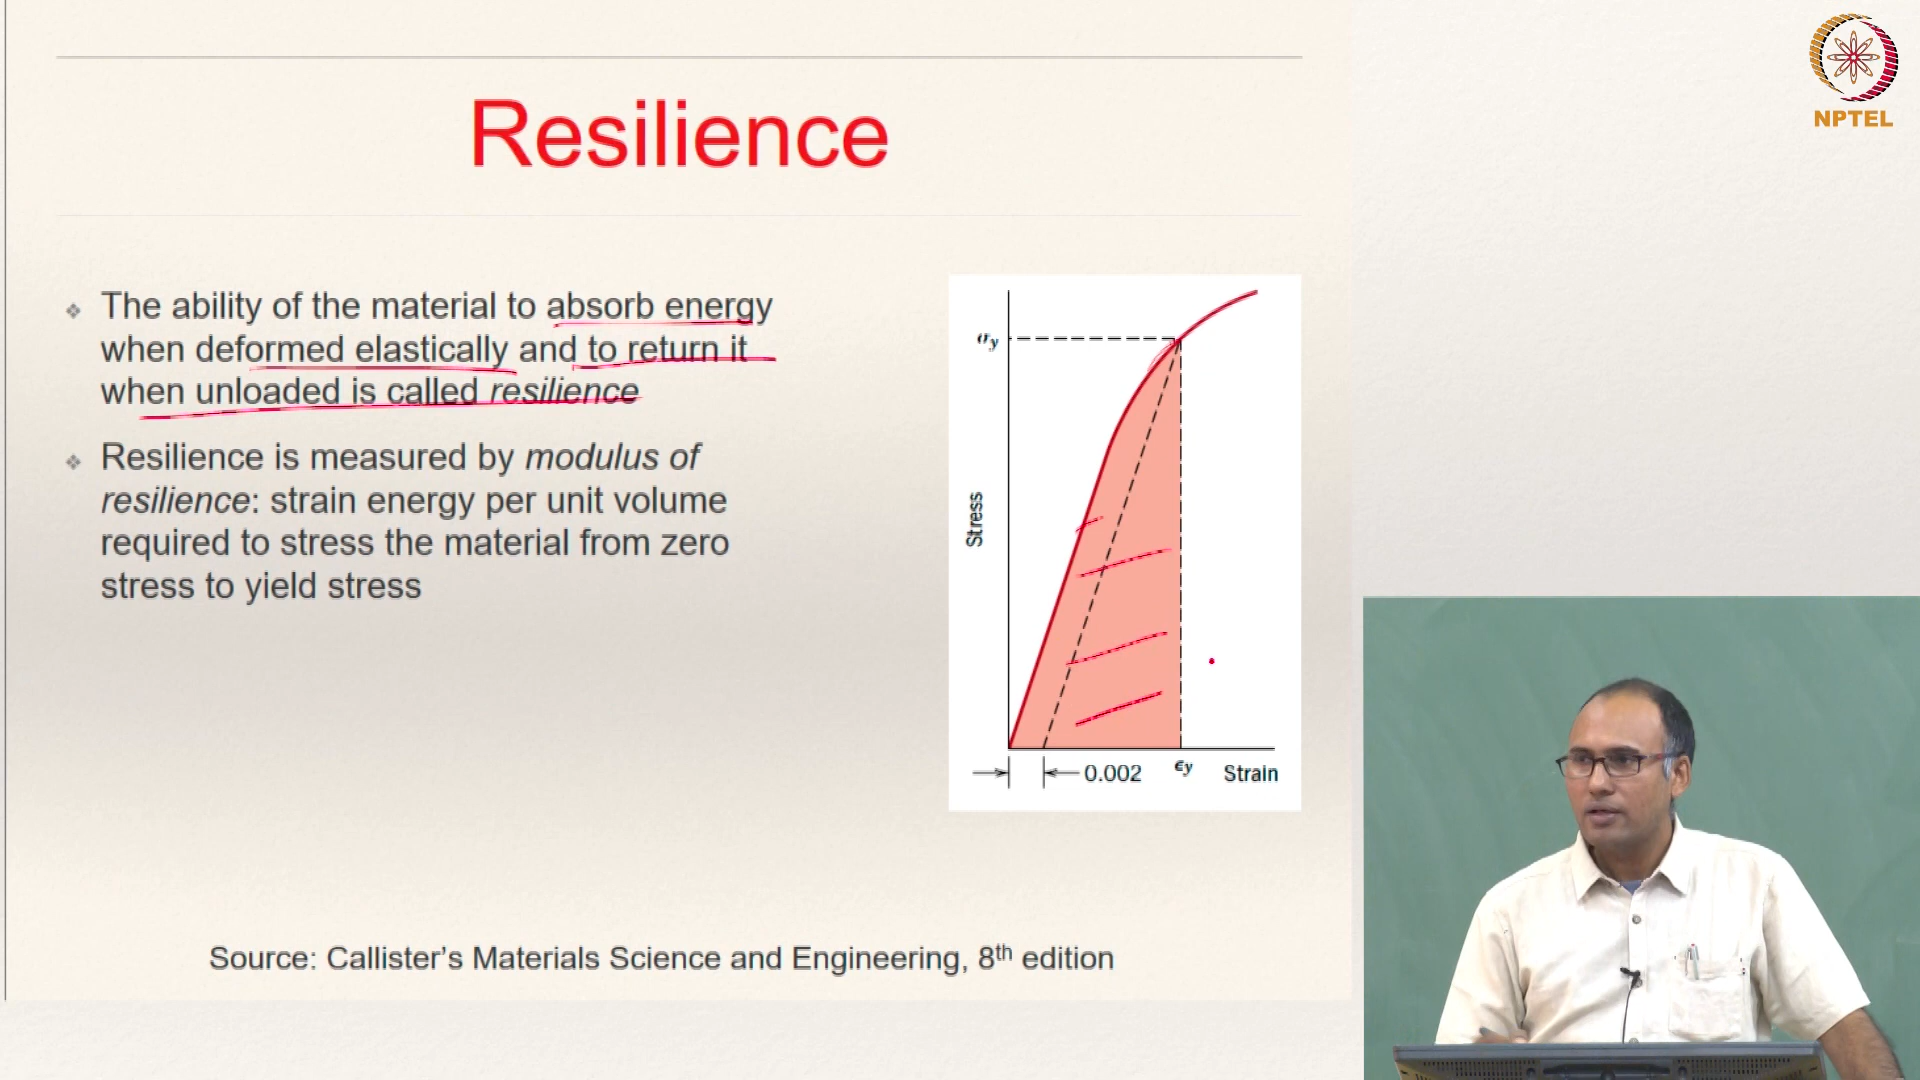 NPTEL
Resilience
❖ The ability of the material to absorb energy
when deformed elastically and to return it
when unloaded is called resilience
❖ Resilience is measured by modulus of
resilience: strain energy per unit volume
required to stress the material from zero
stress to yield stress
σy
Stress
0.002
ϵy
Strain
Source: Callister’s Materials Science and Engineering, 8th edition